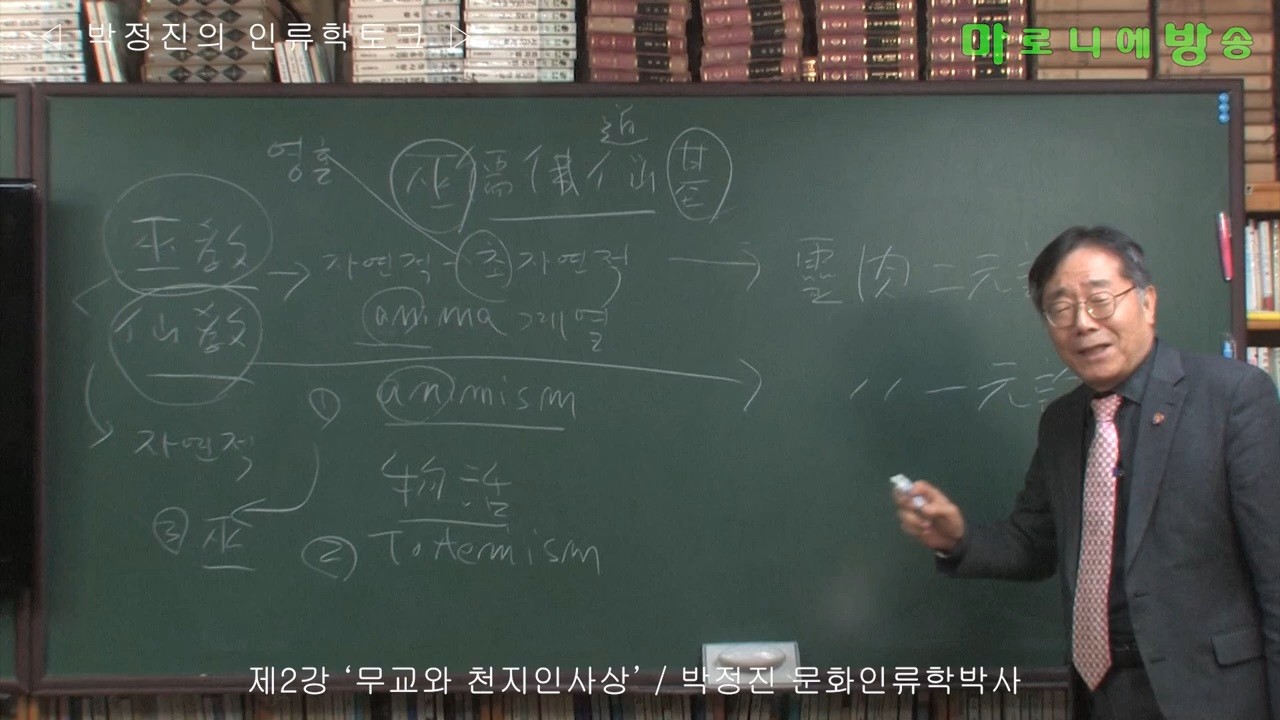 ◁ 박정진의 인류학토크 ▷
마로니에방송
近
영혼 巫儒佛仙基
巫敎 → 자연적 - 초자연적 → 靈肉二元
anima 계열
仙敎
① animism → 〃一元
자연적
物活
③ 巫 ② Totemism
제2강 ‘무교와 천지인사상’ / 박정진 문화인류학박사